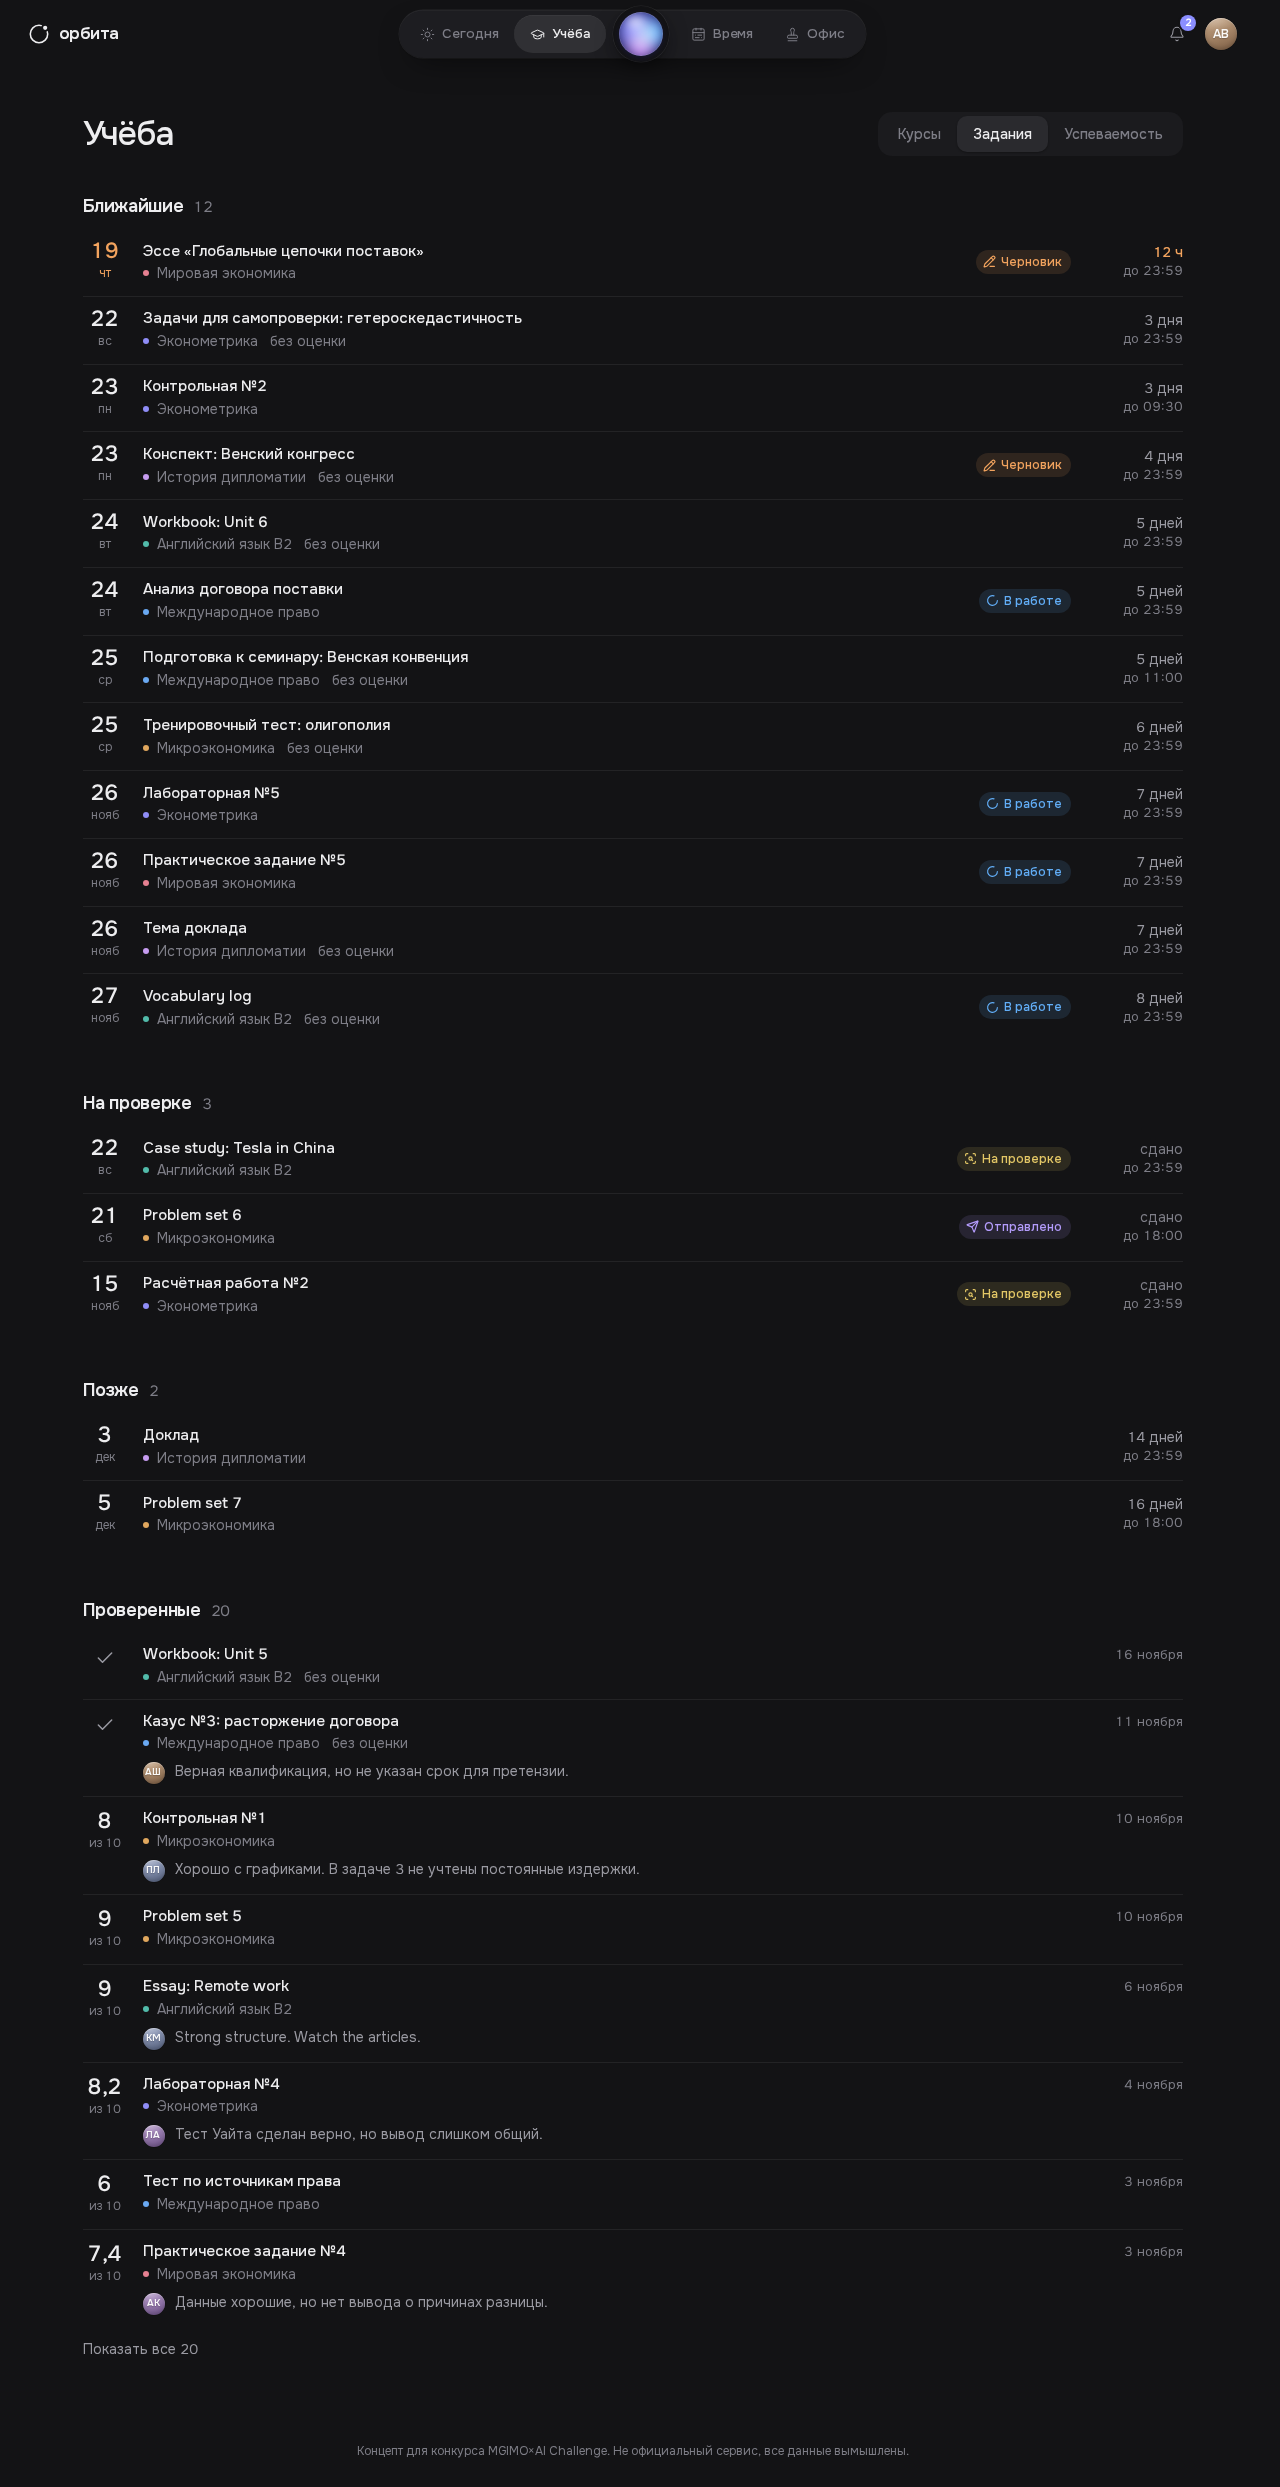 орбита
Сегодня Учёба Время Офис
2
АВ
Учёба
Курсы Задания Успеваемость
Ближайшие 12
19 Эссе «Глобальные цепочки поставок» Черновик 12 ч
чт Мировая экономика до 23:59
22 Задачи для самопроверки: гетероскедастичность 3 дня
вс Эконометрика без оценки до 23:59
23 Контрольная №2 3 дня
пн Эконометрика до 09:30
23 Конспект: Венский конгресс Черновик 4 дня
пн История дипломатии без оценки до 23:59
24 Workbook: Unit 6 5 дней
вт Английский язык B2 без оценки до 23:59
24 Анализ договора поставки В работе 5 дней
вт Международное право до 23:59
25 Подготовка к семинару: Венская конвенция 5 дней
ср Международное право без оценки до 11:00
25 Тренировочный тест: олигополия 6 дней
ср Микроэкономика без оценки до 23:59
26 Лабораторная №5 В работе 7 дней
нояб Эконометрика до 23:59
26 Практическое задание №5 В работе 7 дней
нояб Мировая экономика до 23:59
26 Тема доклада 7 дней
нояб История дипломатии без оценки до 23:59
27 Vocabulary log В работе 8 дней
нояб Английский язык B2 без оценки до 23:59
На проверке 3
22 Case study: Tesla in China На проверке сдано
вс Английский язык B2 до 23:59
21 Problem set 6 Отправлено сдано
сб Микроэкономика до 18:00
15 Расчётная работа №2 На проверке сдано
нояб Эконометрика до 23:59
Позже 2
3 Доклад 14 дней
дек История дипломатии до 23:59
5 Problem set 7 16 дней
дек Микроэкономика до 18:00
Проверенные 20
Workbook: Unit 5 16 ноября
Английский язык B2 без оценки
Казус №3: расторжение договора 11 ноября
Международное право без оценки
АШ Верная квалификация, но не указан срок для претензии.
8 Контрольная №1 10 ноября
из 10 Микроэкономика
ПЛ Хорошо с графиками. В задаче 3 не учтены постоянные издержки.
9 Problem set 5 10 ноября
из 10 Микроэкономика
9 Essay: Remote work 6 ноября
из 10 Английский язык B2
КМ Strong structure. Watch the articles.
8,2 Лабораторная №4 4 ноября
из 10 Эконометрика
ЛА Тест Уайта сделан верно, но вывод слишком общий.
6 Тест по источникам права 3 ноября
из 10 Международное право
7,4 Практическое задание №4 3 ноября
из 10 Мировая экономика
АК Данные хорошие, но нет вывода о причинах разницы.
Показать все 20
Концепт для конкурса MGIMO×AI Challenge. Не официальный сервис, все данные вымышлены.